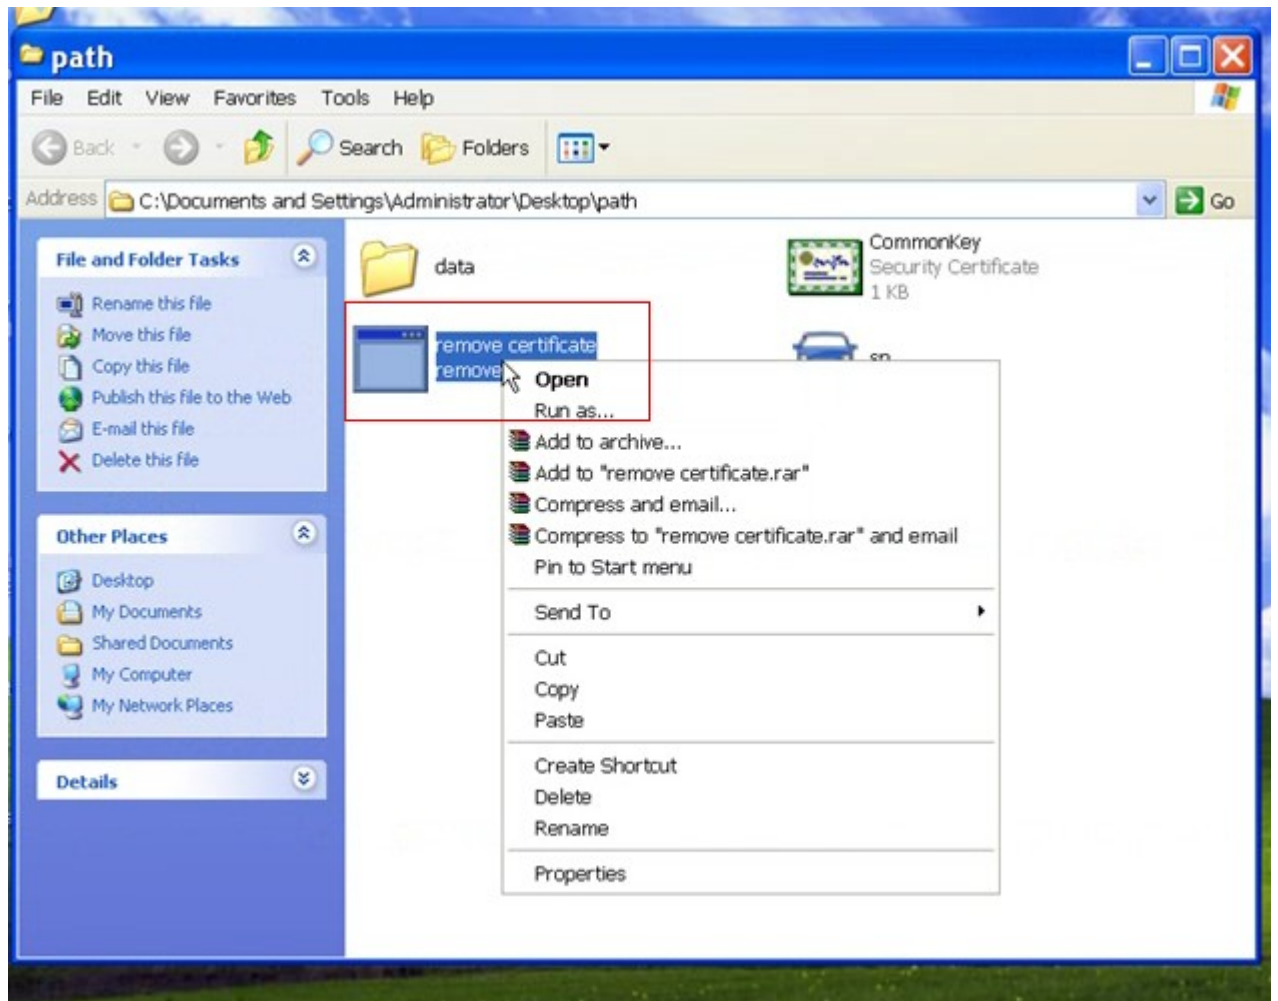 path
File Edit View Favorites Tools Help
Back Search Folders
Address C:\Documents and Settings\Administrator\Desktop\path Go
File and Folder Tasks
Rename this file
Move this file
Copy this file
Publish this file to the Web
E-mail this file
Delete this file
Other Places
Desktop
My Documents
Shared Documents
My Computer
My Network Places
Details
data
CommonKey
Security Certificate
1 KB
remove certificate
remove
Open
Run as...
Add to archive...
Add to "remove certificate.rar"
Compress and email...
Compress to "remove certificate.rar" and email
Pin to Start menu
Send To
Cut
Copy
Paste
Create Shortcut
Delete
Rename
Properties